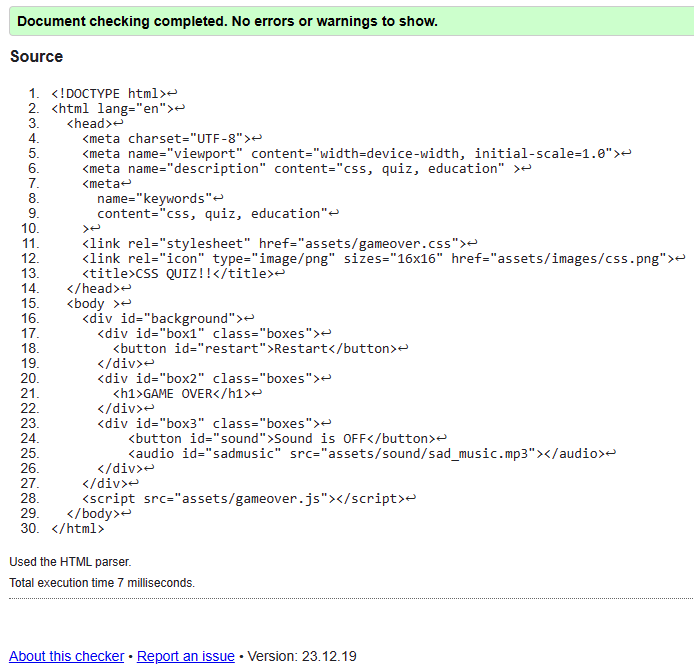 Document checking completed. No errors or warnings to show.
Source
1. <!DOCTYPE html>↩
2. <html lang="en">↩
3.   <head>↩
4.     <meta charset="UTF-8">↩
5.     <meta name="viewport" content="width=device-width, initial-scale=1.0">↩
6.     <meta name="description" content="css, quiz, education" >↩
7.     <meta↩
8.       name="keywords"↩
9.       content="css, quiz, education"↩
10.     >↩
11.     <link rel="stylesheet" href="assets/gameover.css">↩
12.     <link rel="icon" type="image/png" sizes="16x16" href="assets/images/css.png">↩
13.     <title>CSS QUIZ!!</title>↩
14.   </head>↩
15.   <body >↩
16.     <div id="background">↩
17.       <div id="box1" class="boxes">↩
18.         <button id="restart">Restart</button>↩
19.       </div>↩
20.       <div id="box2" class="boxes">↩
21.         <h1>GAME OVER</h1>↩
22.       </div>↩
23.       <div id="box3" class="boxes">↩
24.           <button id="sound">Sound is OFF</button>↩
25.           <audio id="sadmusic" src="assets/sound/sad_music.mp3"></audio>↩
26.       </div>↩
27.     </div>↩
28.     <script src="assets/gameover.js"></script>↩
29.   </body>↩
30. </html>
Used the HTML parser.
Total execution time 7 milliseconds.
About this checker • Report an issue • Version: 23.12.19